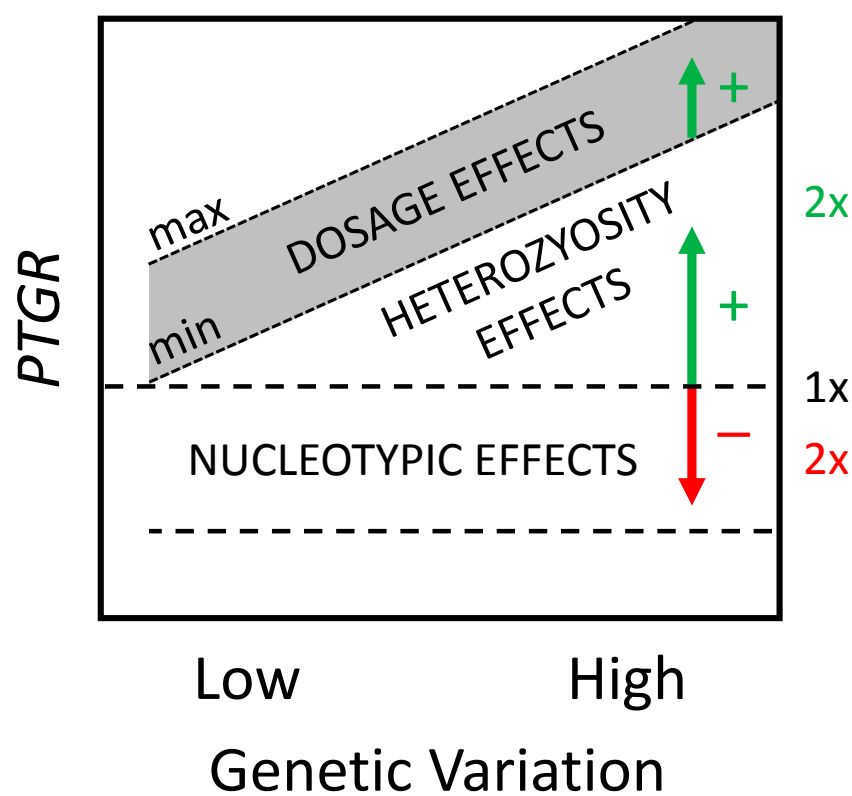 max
DOSAGE EFFECTS
+
2x
min
HETEROZYOSITY
EFFECTS
+
PTGR
1x
NUCLEOTYPIC EFFECTS
–
2x
Low
High
Genetic Variation